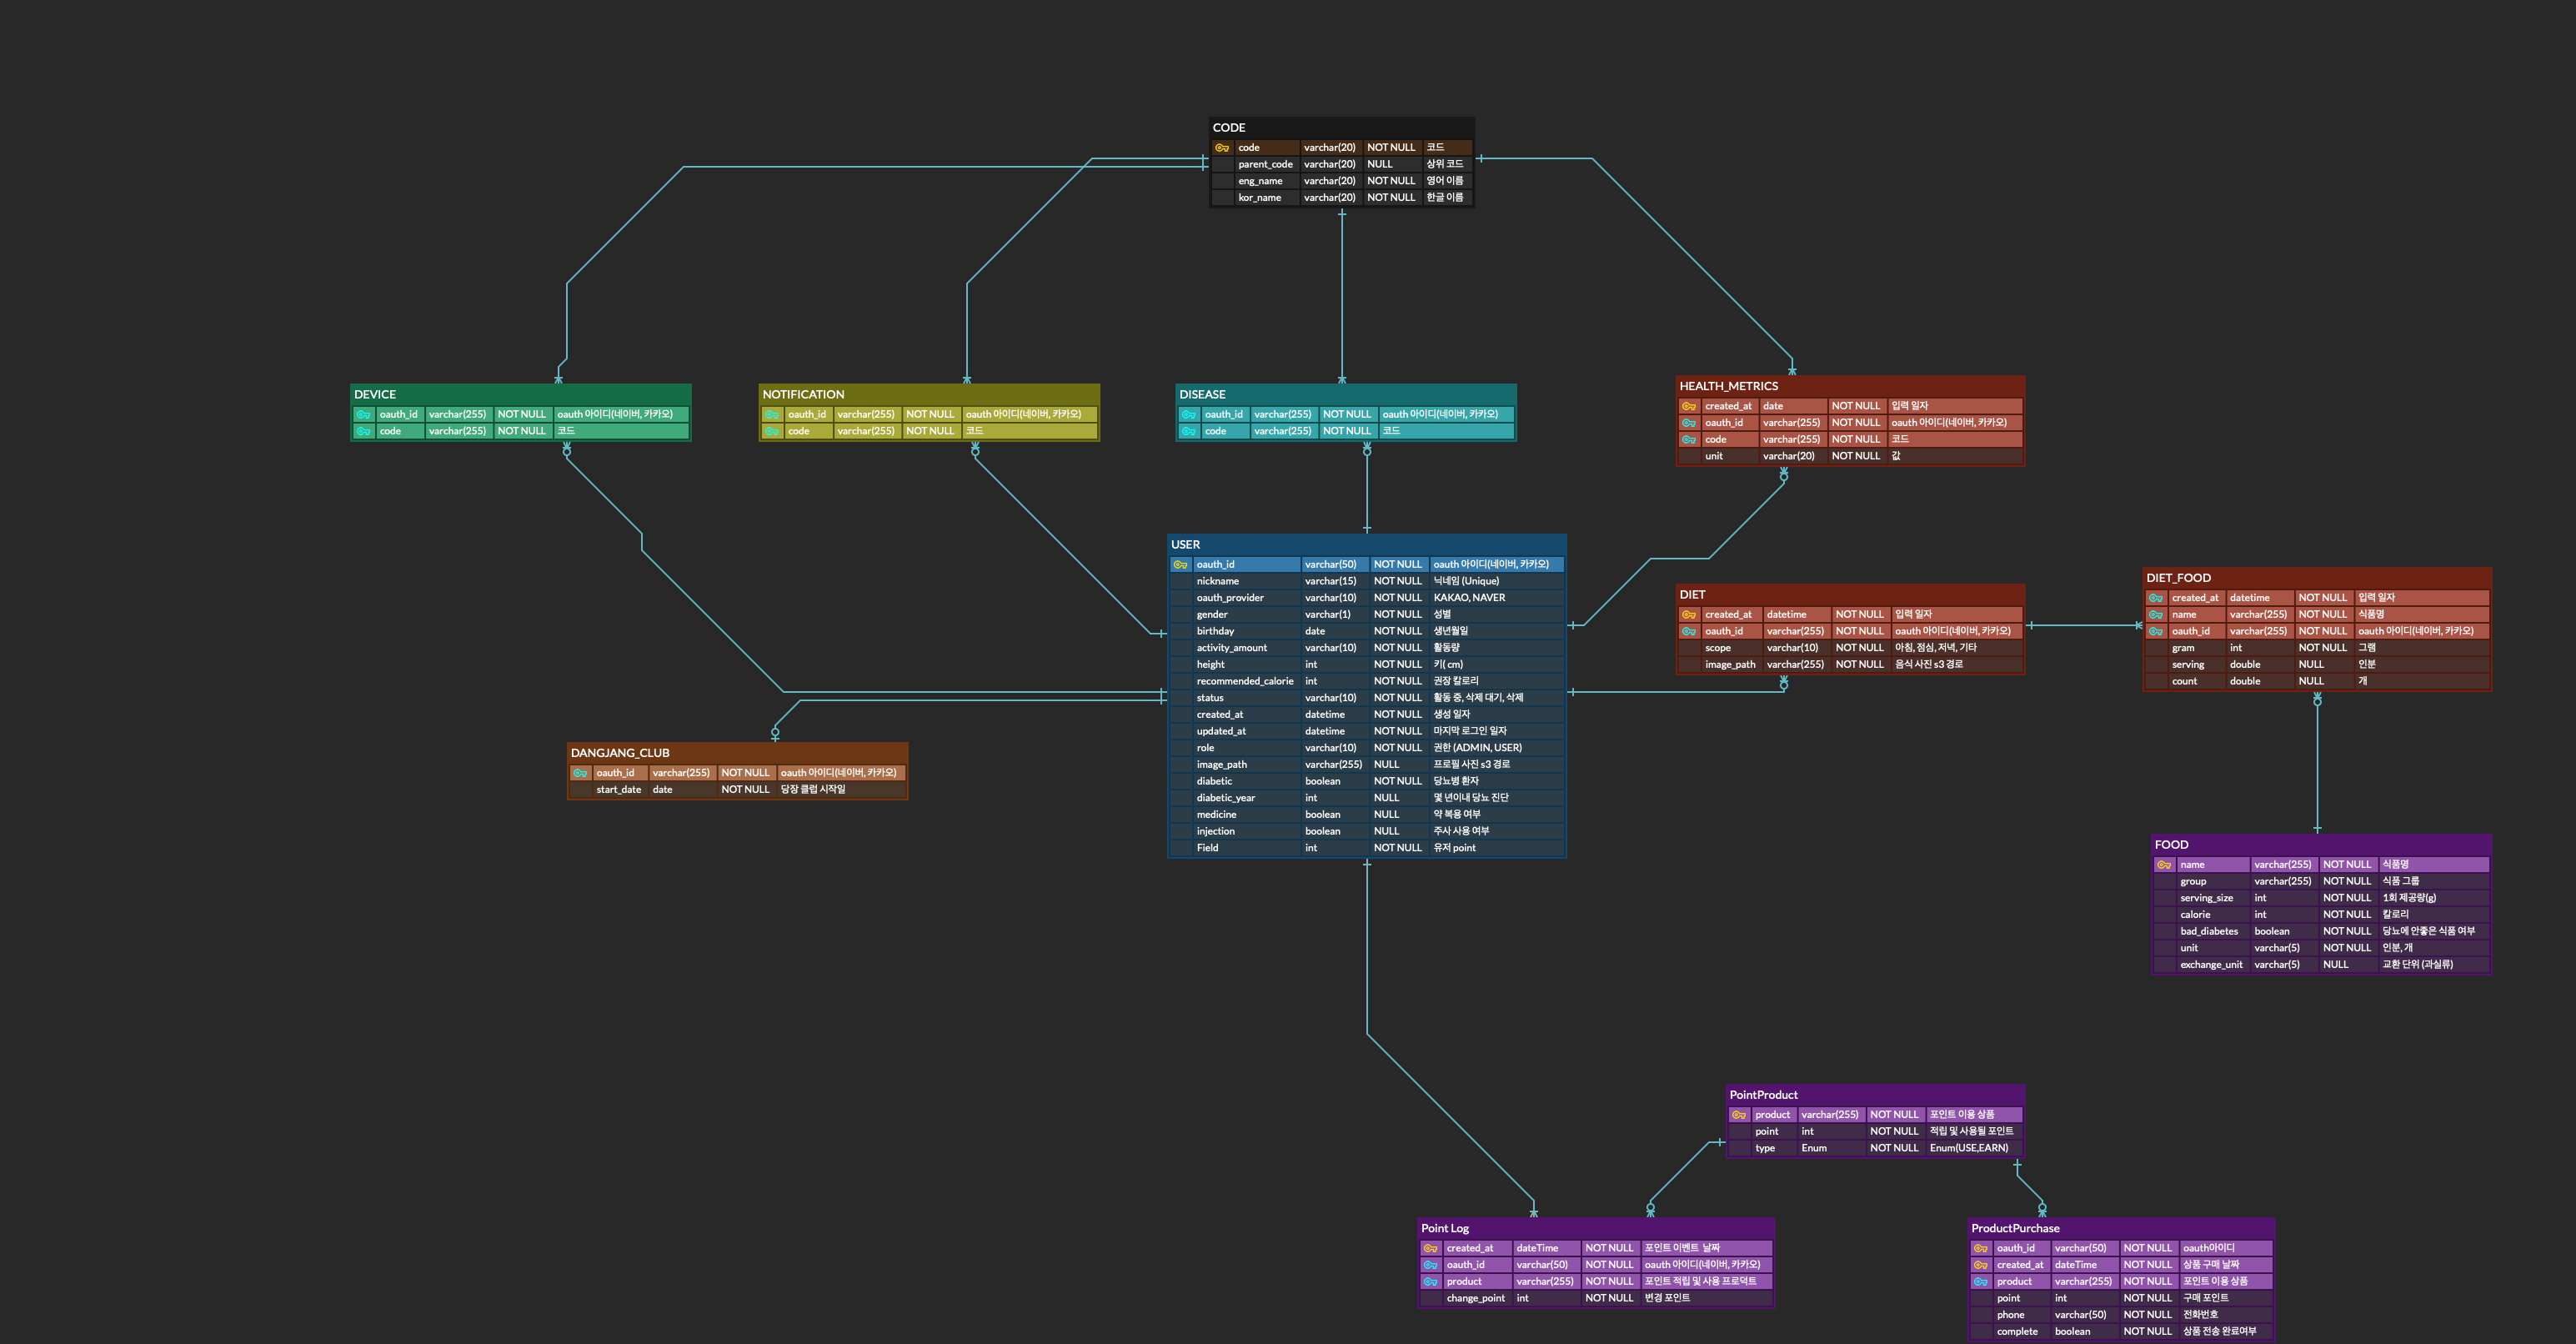 CODE
code varchar(20) NOT NULL 코드
parent_code varchar(20) NULL 상위 코드
eng_name varchar(20) NOT NULL 영어 이름
kor_name varchar(20) NOT NULL 한글 이름
DEVICE
oauth_id varchar(255) NOT NULL oauth 아이디(네이버, 카카오)
code varchar(255) NOT NULL 코드
NOTIFICATION
oauth_id varchar(255) NOT NULL oauth 아이디(네이버, 카카오)
code varchar(255) NOT NULL 코드
DISEASE
oauth_id varchar(255) NOT NULL oauth 아이디(네이버, 카카오)
code varchar(255) NOT NULL 코드
HEALTH_METRICS
created_at date NOT NULL 입력 일자
oauth_id varchar(255) NOT NULL oauth 아이디(네이버, 카카오)
code varchar(255) NOT NULL 코드
unit varchar(20) NOT NULL 값
USER
oauth_id varchar(50) NOT NULL oauth 아이디(네이버, 카카오)
nickname varchar(15) NOT NULL 닉네임 (Unique)
oauth_provider varchar(10) NOT NULL KAKAO, NAVER
gender varchar(1) NOT NULL 성별
birthday date NOT NULL 생년월일
activity_amount varchar(10) NOT NULL 활동량
height int NOT NULL 키( cm)
recommended_calorie int NOT NULL 권장 칼로리
status varchar(10) NOT NULL 활동 중, 삭제 대기, 삭제
created_at datetime NOT NULL 생성 일자
updated_at datetime NOT NULL 마지막 로그인 일자
role varchar(10) NOT NULL 권한 (ADMIN, USER)
image_path varchar(255) NULL 프로필 사진 s3 경로
diabetic boolean NOT NULL 당뇨병 환자
diabetic_year int NULL 몇 년이내 당뇨 진단
medicine boolean NULL 약 복용 여부
injection boolean NULL 주사 사용 여부
Field int NOT NULL 유저 point
DIET
created_at datetime NOT NULL 입력 일자
oauth_id varchar(255) NOT NULL oauth 아이디(네이버, 카카오)
scope varchar(10) NOT NULL 아침, 점심, 저녁, 기타
image_path varchar(255) NOT NULL 음식 사진 s3 경로
DIET_FOOD
created_at datetime NOT NULL 입력 일자
name varchar(255) NOT NULL 식품명
oauth_id varchar(255) NOT NULL oauth 아이디(네이버, 카카오)
gram int NOT NULL 그램
serving double NULL 인분
count double NULL 개
DANGJANG_CLUB
oauth_id varchar(255) NOT NULL oauth 아이디(네이버, 카카오)
start_date date NOT NULL 당장 클럽 시작일
FOOD
name varchar(255) NOT NULL 식품명
group varchar(255) NOT NULL 식품 그룹
serving_size int NOT NULL 1회 제공량(g)
calorie int NOT NULL 칼로리
bad_diabetes boolean NOT NULL 당뇨에 안좋은 식품 여부
unit varchar(5) NOT NULL 인분, 개
exchange_unit varchar(5) NULL 교환 단위 (과실류)
PointProduct
product varchar(255) NOT NULL 포인트 이용 상품
point int NOT NULL 적립 및 사용될 포인트
type Enum NOT NULL Enum(USE,EARN)
Point Log
created_at dateTime NOT NULL 포인트 이벤트 날짜
oauth_id varchar(50) NOT NULL oauth 아이디(네이버, 카카오)
product varchar(255) NOT NULL 포인트 적립 및 사용 프로덕트
change_point int NOT NULL 변경 포인트
ProductPurchase
oauth_id varchar(50) NOT NULL oauth아이디
created_at dateTime NOT NULL 상품 구매 날짜
product varchar(255) NOT NULL 포인트 이용 상품
point int NOT NULL 구매 포인트
phone varchar(50) NOT NULL 전화번호
complete boolean NOT NULL 상품 전송 완료여부